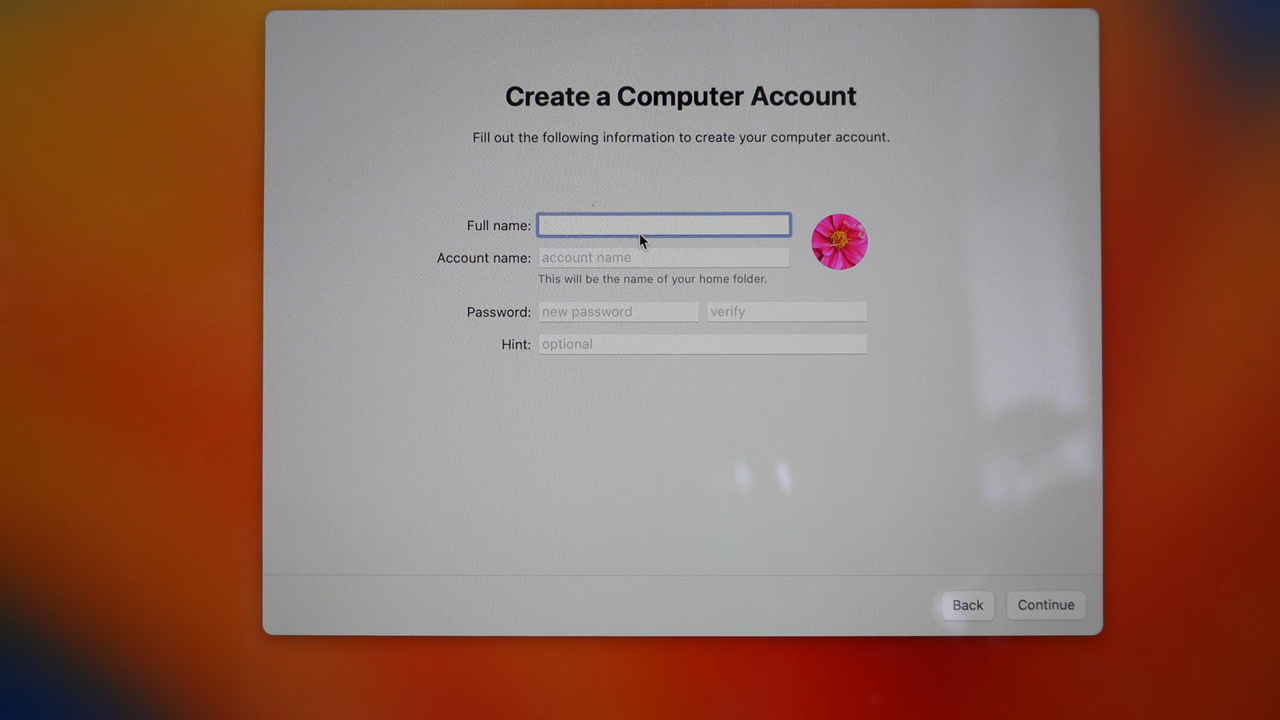 Create a Computer Account
Fill out the following information to create your computer account.
Full name:
Account name: account name
This will be the name of your home folder.
Password: new password verify
Hint: optional
Back Continue